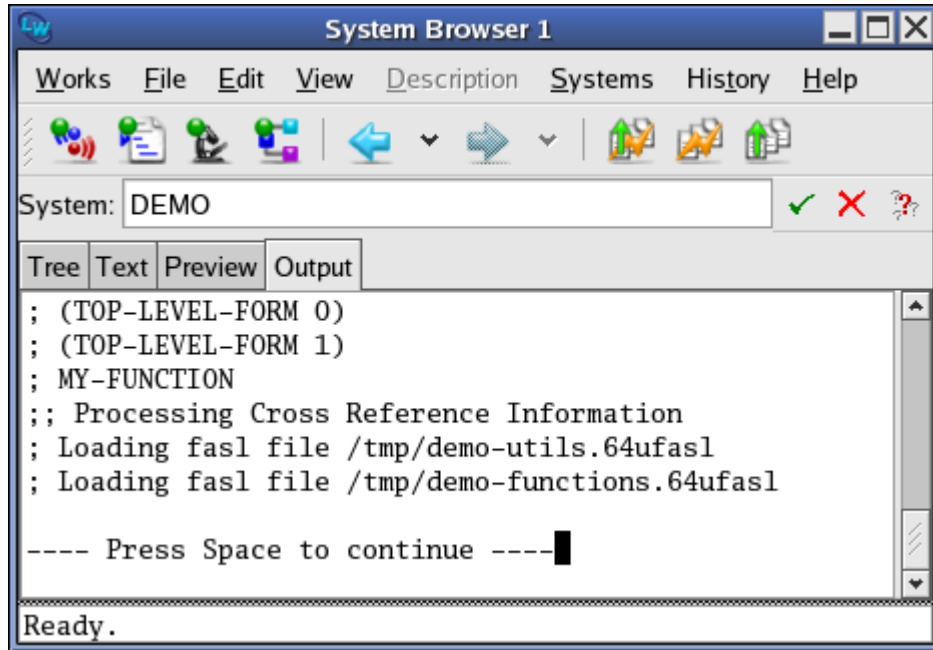 LW
System Browser 1
Works File Edit View Description Systems History Help
System: DEMO
Tree Text Preview Output
; (TOP-LEVEL-FORM 0)
; (TOP-LEVEL-FORM 1)
; MY-FUNCTION
;; Processing Cross Reference Information
; Loading fasl file /tmp/demo-utils.64ufasl
; Loading fasl file /tmp/demo-functions.64ufasl
---- Press Space to continue ----
Ready.